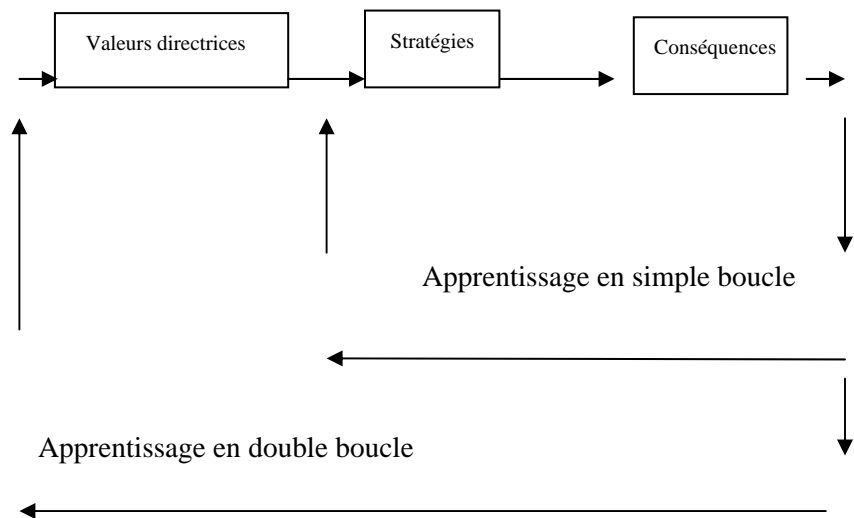 Valeurs directrices
Stratégies
Conséquences
Apprentissage en simple boucle
Apprentissage en double boucle